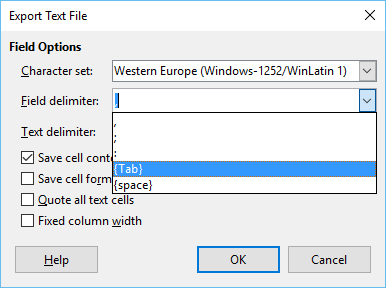 Export Text File
Field Options
Character set: Western Europe (Windows-1252/WinLatin 1)
Field delimiter:
,
Text delimiter: ;
:
Save cell conte
{Tab}
Save cell form
{space}
Quote all text cells
Fixed column width
Help OK Cancel